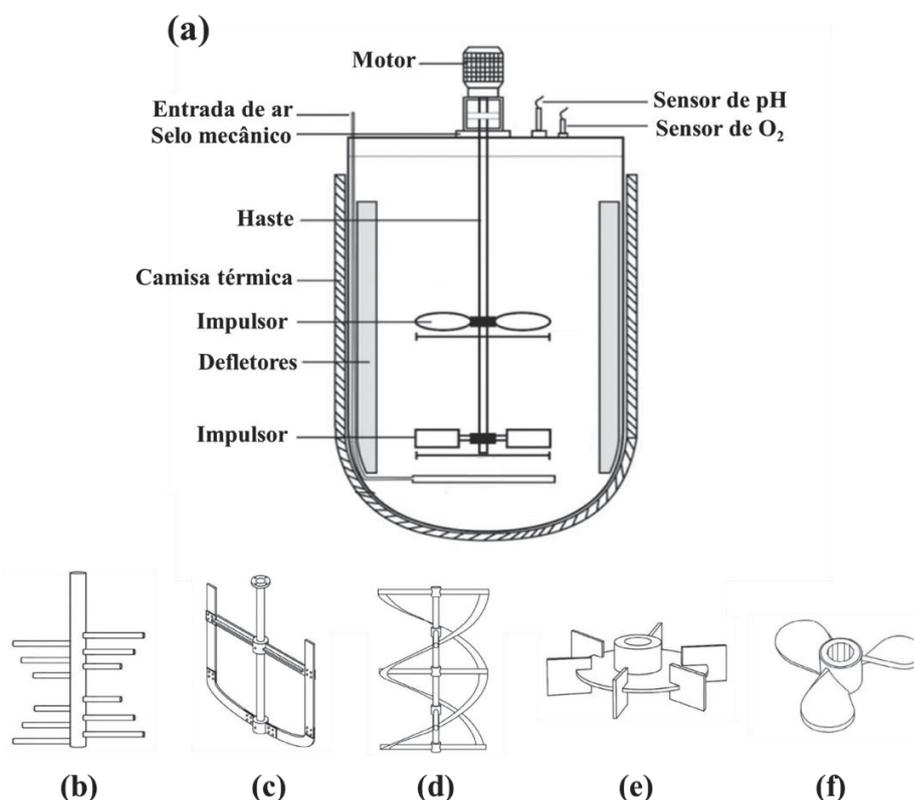 (a)
Motor
Entrada de ar
Selo mecânico
Sensor de pH
Sensor de O₂
Haste
Camisa térmica
Impulsor
Defletores
Impulsor
(b)
(c)
(d)
(e)
(f)